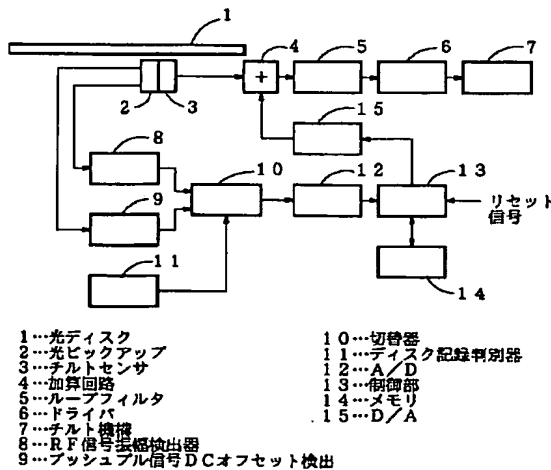 1
4
5
6
7
+
2
3
15
8
10
12
13
リセット
信号
9
11
14
1…光ディスク
2…光ピックアップ
3…チルトセンサ
4…加算回路
5…ループフィルタ
6…ドライバ
7…チルト機構
8…RF信号振幅検出器
9…プッシュプル信号DCオフセット検出
10…切替器
11…ディスク記録判別器
12…A/D
13…制御部
14…メモリ
15…D/A